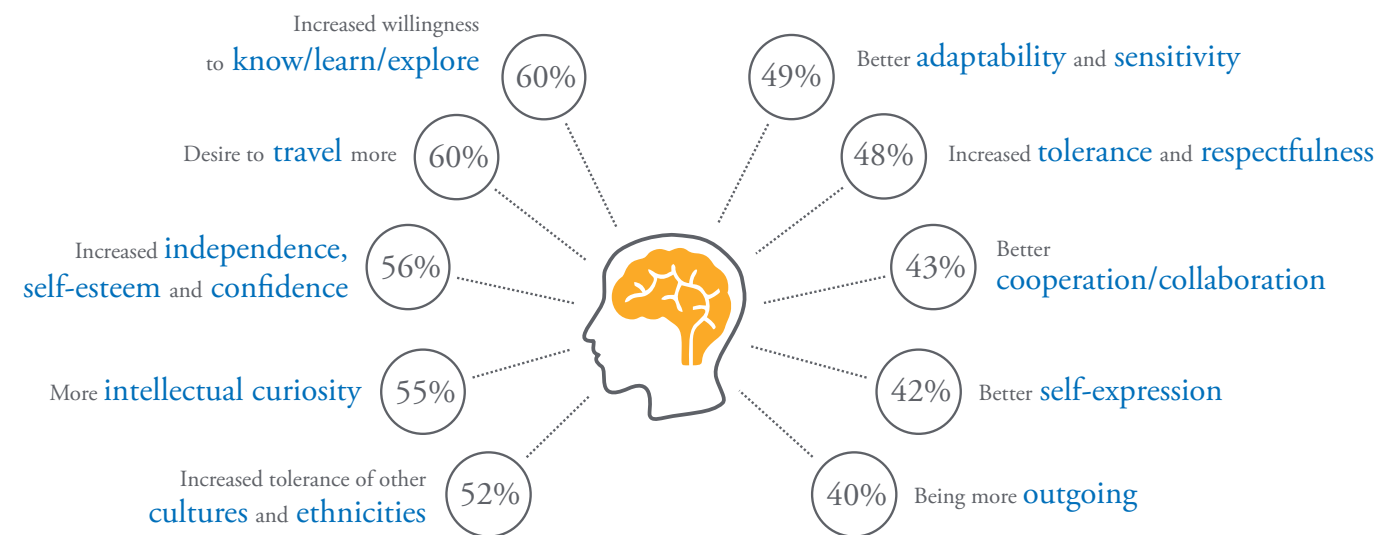 Increased willingness
to know/learn/explore
60%
Desire to travel more
60%
Increased independence,
self-esteem and confidence
56%
More intellectual curiosity
55%
Increased tolerance of other
cultures and ethnicities
52%
49%
Better adaptability and sensitivity
48%
Increased tolerance and respectfulness
43%
Better
cooperation/collaboration
42%
Better self-expression
40%
Being more outgoing